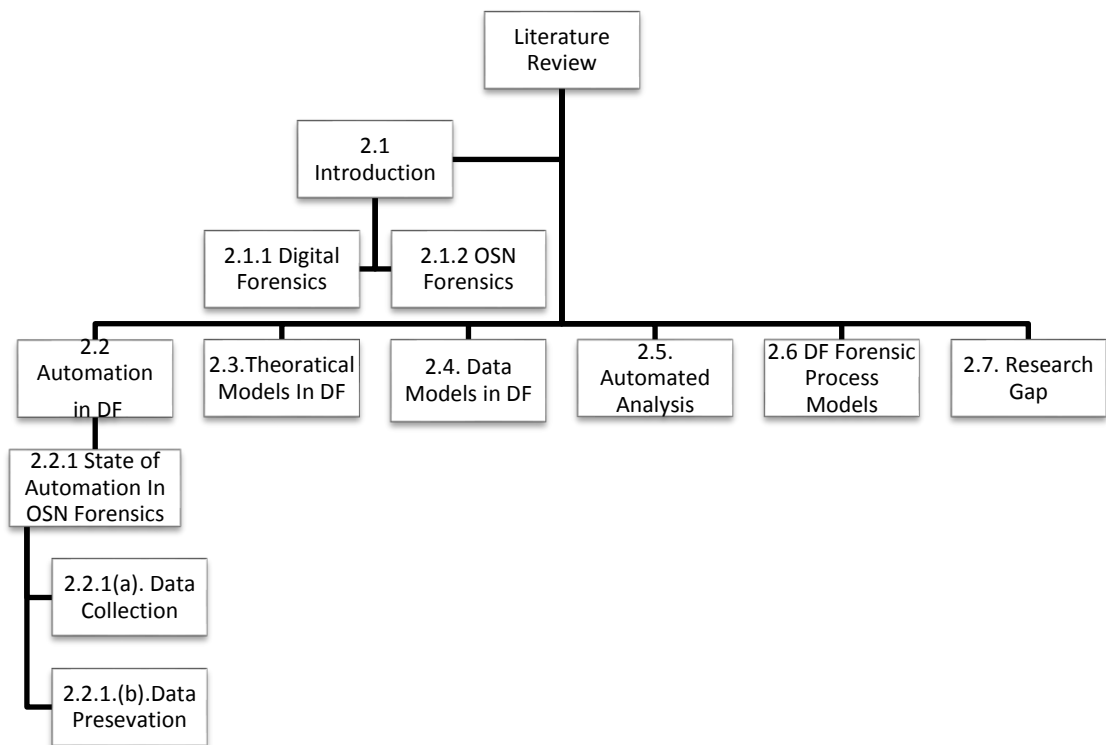 Literature
Review
2.1
Introduction
2.1.1 Digital
Forensics
2.1.2 OSN
Forensics
2.2
Automation
in DF
2.3.Theoratical
Models In DF
2.4. Data
Models in DF
2.5.
Automated
Analysis
2.6 DF Forensic
Process
Models
2.7. Research
Gap
2.2.1 State of
Automation In
OSN Forensics
2.2.1(a). Data
Collection
2.2.1.(b).Data
Presevation